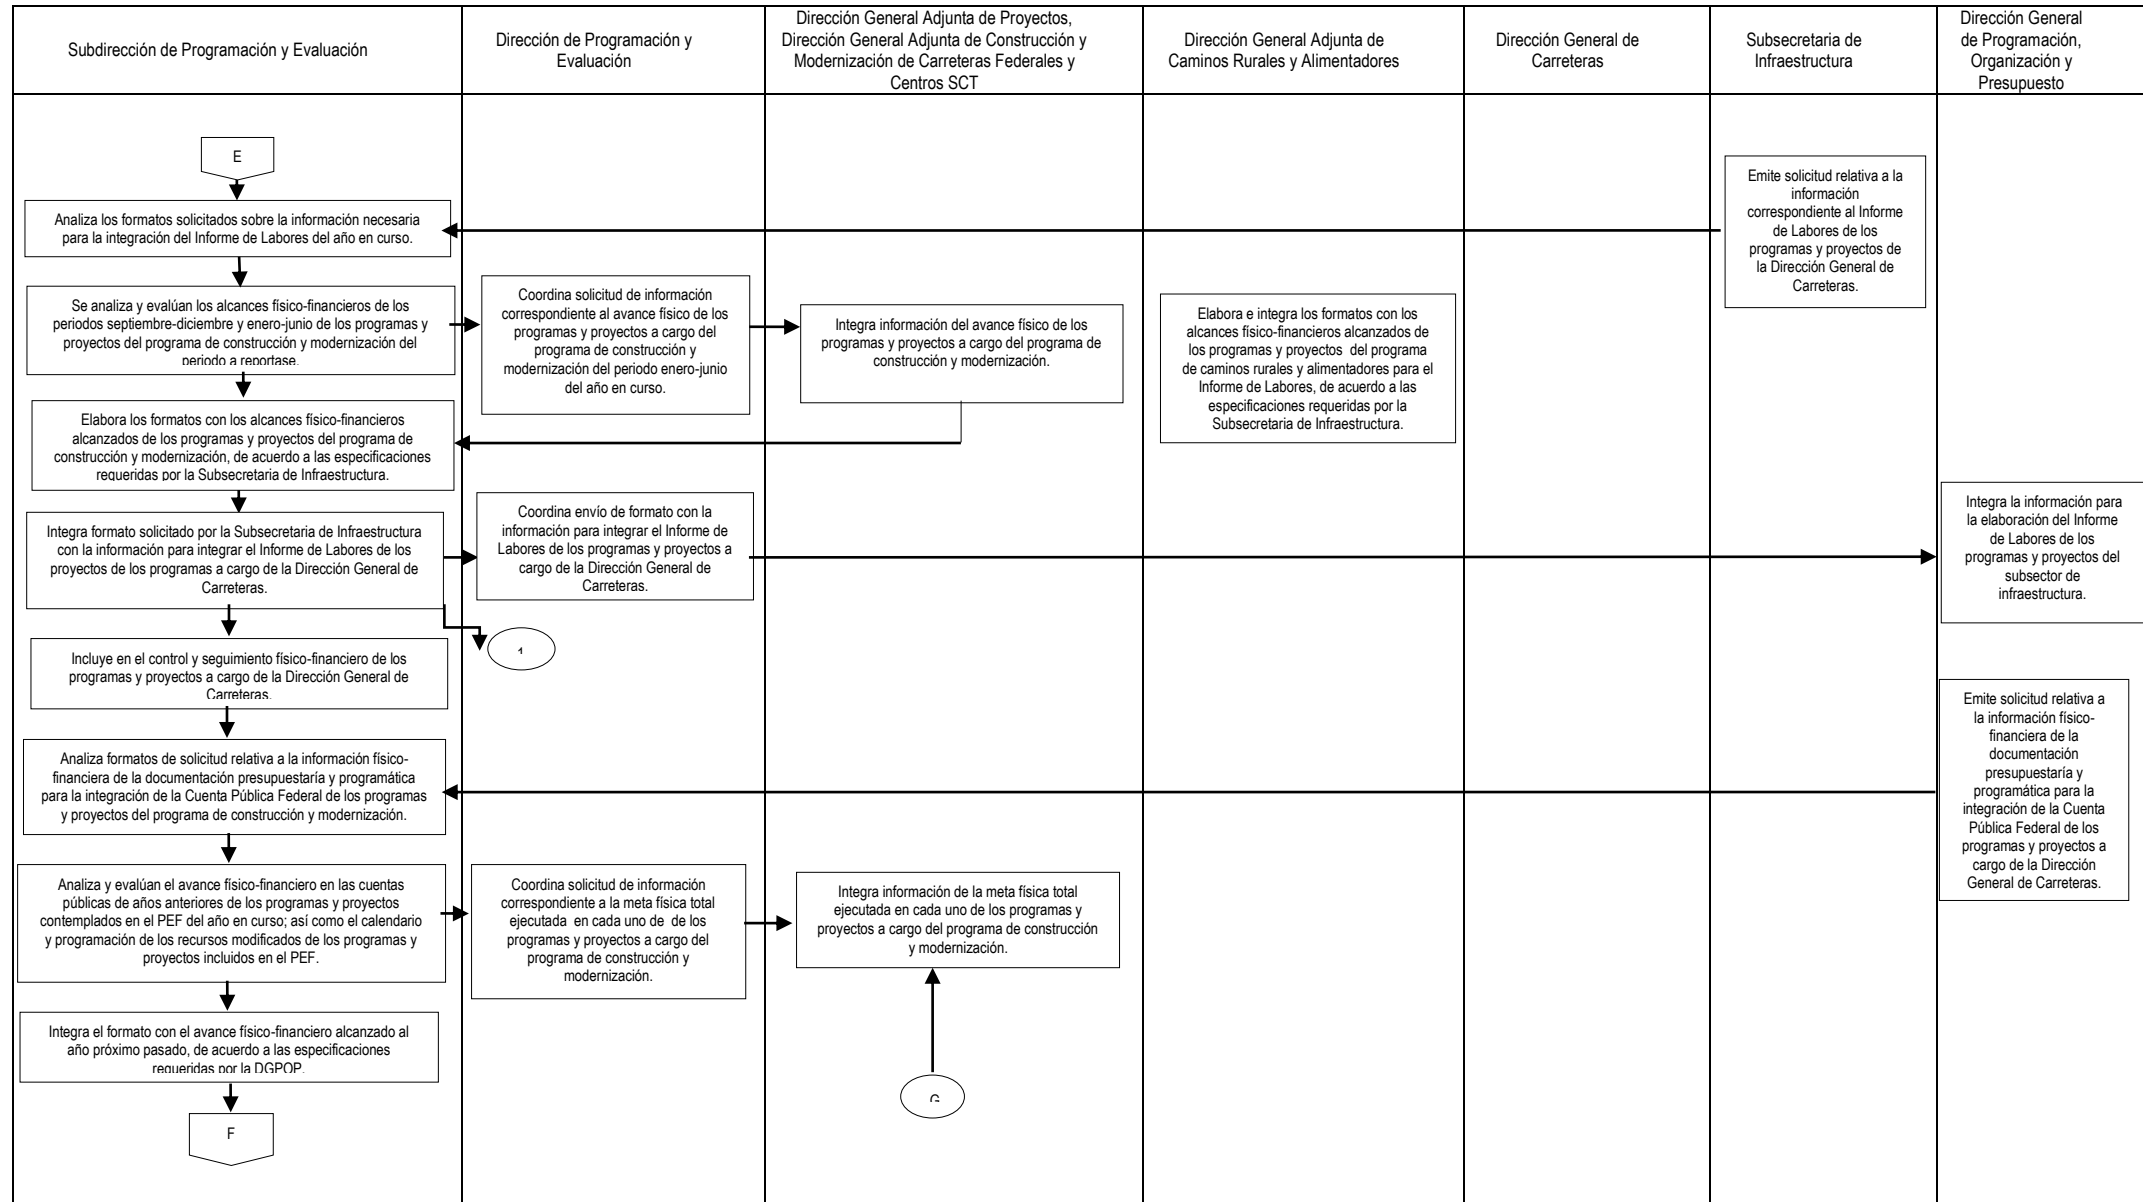 Subdirección de Programación y Evaluación
Dirección de Programación y
Evaluación
Dirección General Adjunta de Proyectos,
Dirección General Adjunta de Construcción y
Modernización de Carreteras Federales y
Centros SCT
Dirección General Adjunta de
Caminos Rurales y Alimentadores
Dirección General de
Carreteras
Subsecretaria de
Infraestructura
Dirección General
de Programación,
Organización y
Presupuesto
E
Emite solicitud relativa a la
información
correspondiente al Informe
de Labores de los
programas y proyectos de
la Dirección General de
Carreteras.
Analiza los formatos solicitados sobre la información necesaria
para la integración del Informe de Labores del año en curso.
Se analiza y evalúan los alcances físico-financieros de los
periodos septiembre-diciembre y enero-junio de los programas y
proyectos del programa de construcción y modernización del
periodo a reportase.
Coordina solicitud de información
correspondiente al avance físico de los
programas y proyectos a cargo del
programa de construcción y
modernización del periodo enero-junio
del año en curso.
Integra información del avance físico de los
programas y proyectos a cargo del programa de
construcción y modernización.
Elabora e integra los formatos con los
alcances físico-financieros alcanzados de
los programas y proyectos del programa
de caminos rurales y alimentadores para el
Informe de Labores, de acuerdo a las
especificaciones requeridas por la
Subsecretaria de Infraestructura.
Elabora los formatos con los alcances físico-financieros
alcanzados de los programas y proyectos del programa de
construcción y modernización, de acuerdo a las especificaciones
requeridas por la Subsecretaria de Infraestructura.
Integra formato solicitado por la Subsecretaria de Infraestructura
con la información para integrar el Informe de Labores de los
proyectos de los programas a cargo de la Dirección General de
Carreteras.
Coordina envío de formato con la
información para integrar el Informe de
Labores de los programas y proyectos a
cargo de la Dirección General de
Carreteras.
Integra la información para
la elaboración del Informe
de Labores de los
programas y proyectos del
subsector de
infraestructura.
1
Incluye en el control y seguimiento físico-financiero de los
programas y proyectos a cargo de la Dirección General de
Carreteras.
Emite solicitud relativa a
la información físico-
financiera de la
documentación
presupuestaría y
programática para la
integración de la Cuenta
Pública Federal de los
programas y proyectos a
cargo de la Dirección
General de Carreteras.
Analiza formatos de solicitud relativa a la información físico-
financiera de la documentación presupuestaría y programática
para la integración de la Cuenta Pública Federal de los programas
y proyectos del programa de construcción y modernización.
Analiza y evalúan el avance físico-financiero en las cuentas
públicas de años anteriores de los programas y proyectos
contemplados en el PEF del año en curso; así como el calendario
y programación de los recursos modificados de los programas y
proyectos incluidos en el PEF.
Coordina solicitud de información
correspondiente a la meta física total
ejecutada en cada uno de de los
programas y proyectos a cargo del
programa de construcción y
modernización.
Integra información de la meta física total
ejecutada en cada uno de los programas y
proyectos a cargo del programa de construcción
y modernización.
Integra el formato con el avance físico-financiero alcanzado al
año próximo pasado, de acuerdo a las especificaciones
requeridas por la DGPOP.
G
F